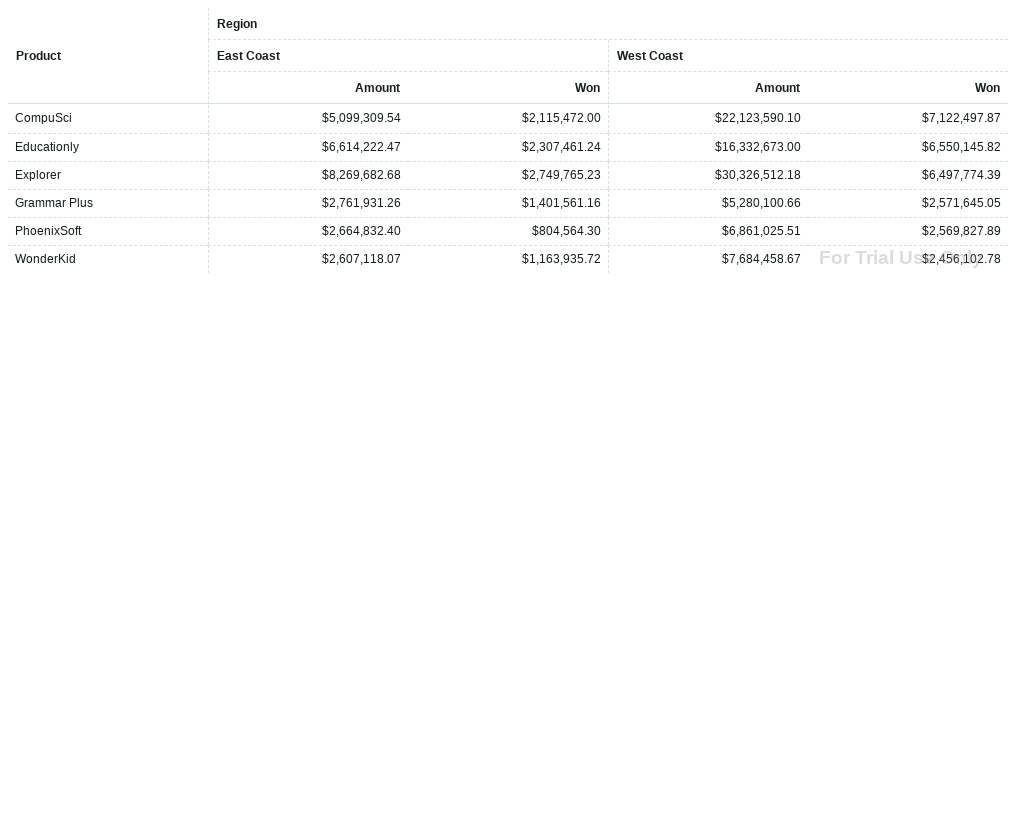 Region
Product East Coast West Coast
Amount Won Amount Won
CompuSci $5,099,309.54 $2,115,472.00 $22,123,590.10 $7,122,497.87
Educationly $6,614,222.47 $2,307,461.24 $16,332,673.00 $6,550,145.82
Explorer $8,269,682.68 $2,749,765.23 $30,326,512.18 $6,497,774.39
Grammar Plus $2,761,931.26 $1,401,561.16 $5,280,100.66 $2,571,645.05
PhoenixSoft $2,664,832.40 $804,564.30 $6,861,025.51 $2,569,827.89
WonderKid $2,607,118.07 $1,163,935.72 $7,684,458.67 $2,456,102.78
For Trial Use Only